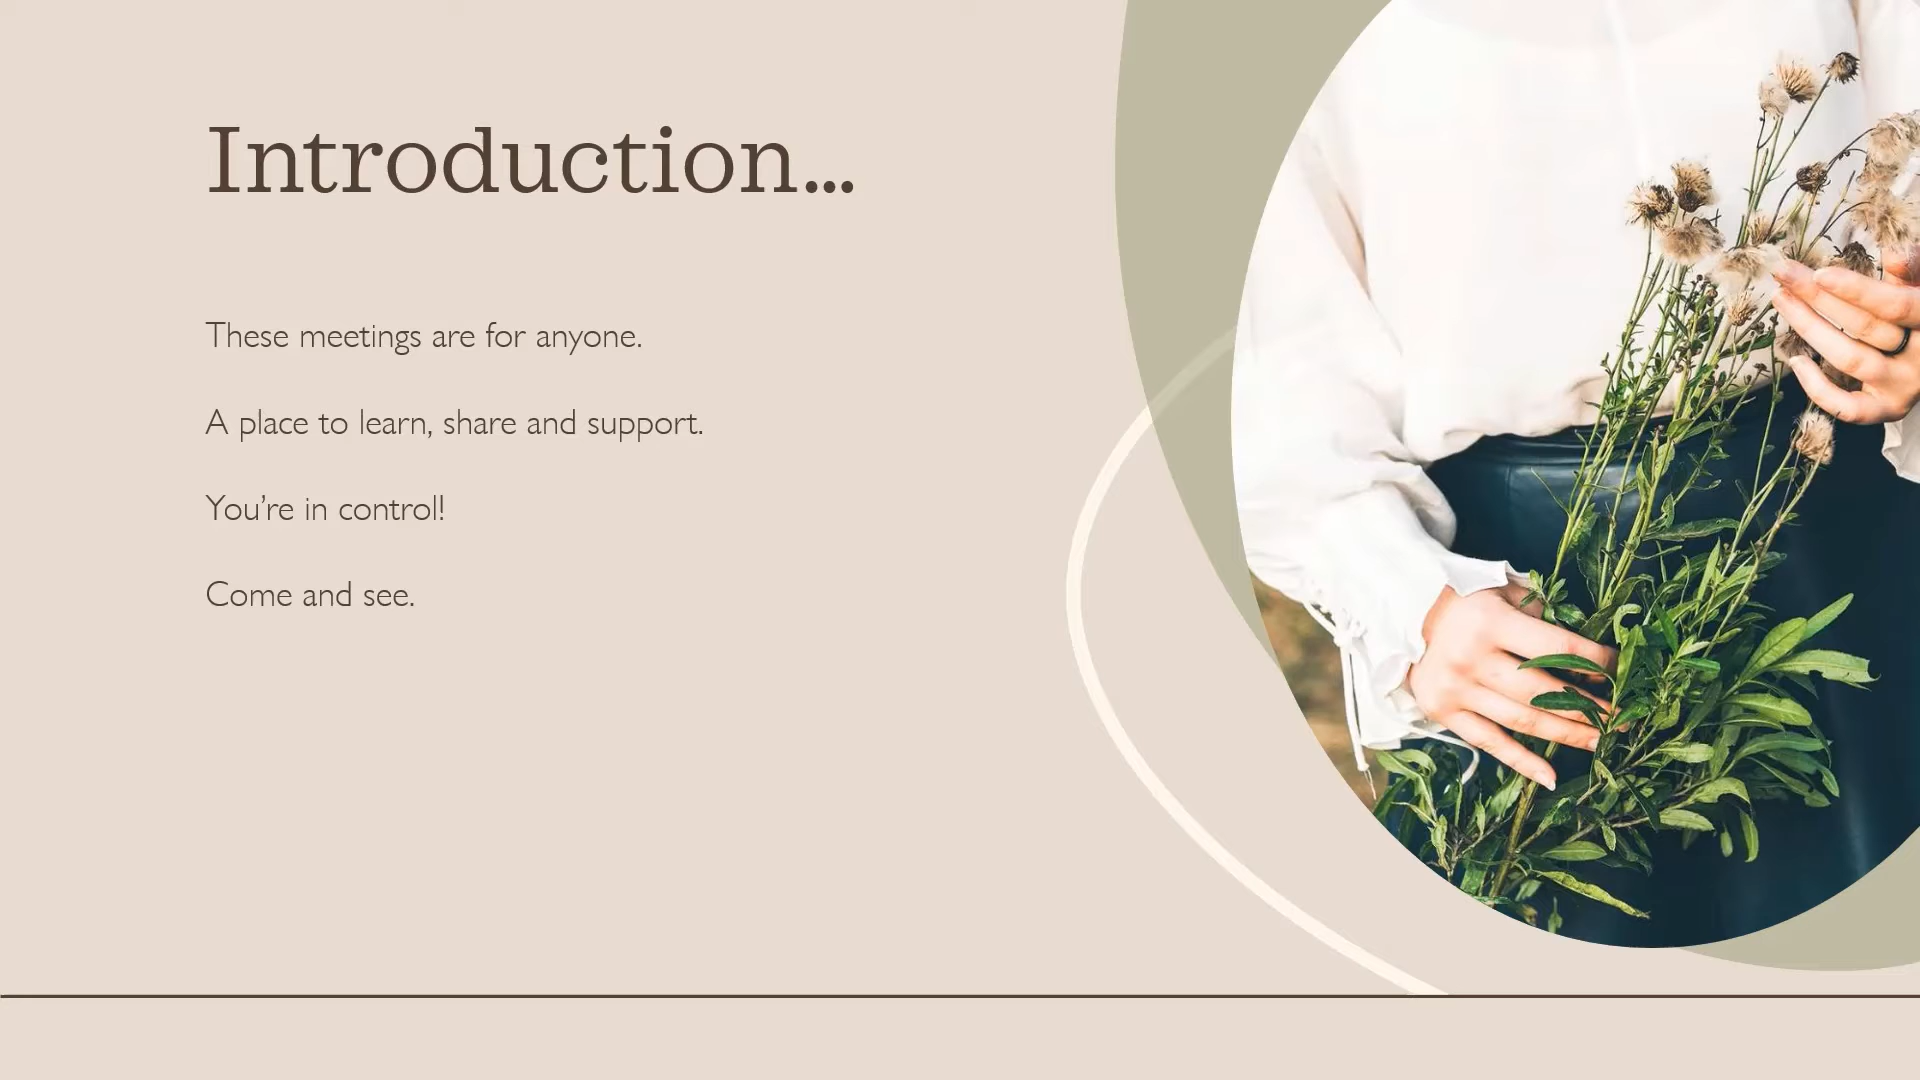 Introduction...
These meetings are for anyone.
A place to learn, share and support.
You’re in control!
Come and see.